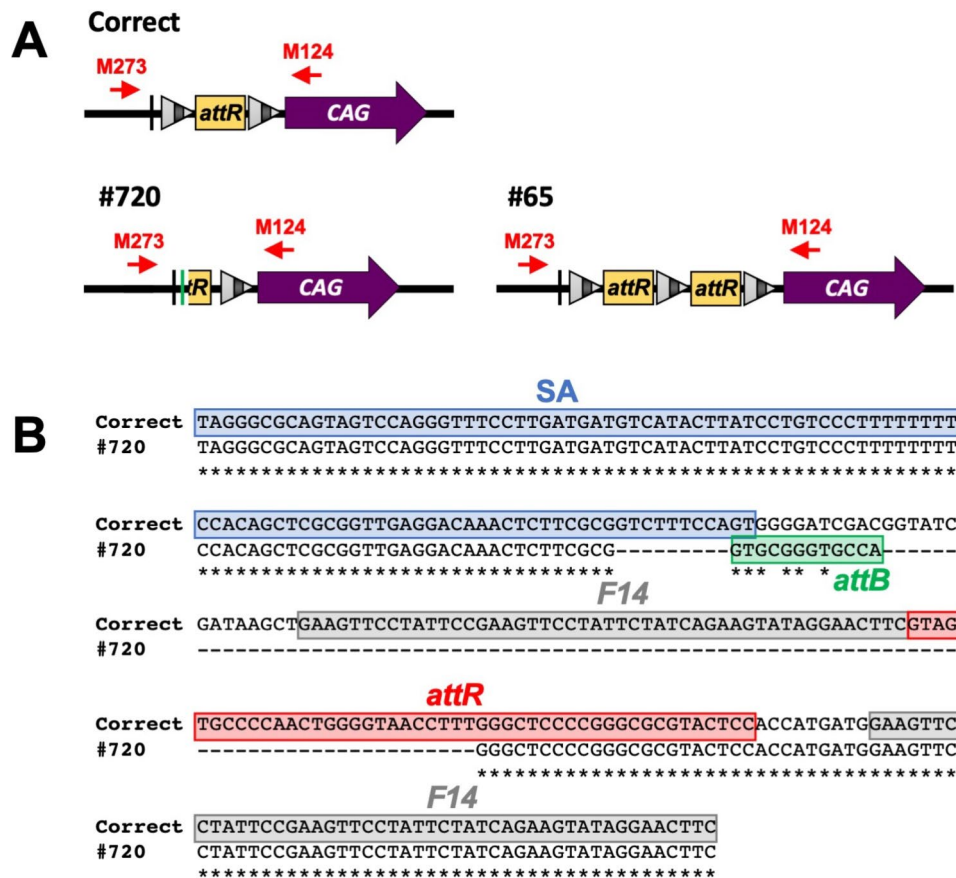 A
Correct
M273
M124
attR
CAG
#720
M273
M124
tR
CAG
#65
M273
M124
attR
attR
CAG
B
SA
Correct TAGGGCGCAGTAGTCCAGGGTTTCCTTGATGATGTCATACTTATCCTGTCCCTTTTTTTT
#720 TAGGGCGCAGTAGTCCAGGGTTTCCTTGATGATGTCATACTTATCCTGTCCCTTTTTTTT
************************************************************
Correct CCACAGCTCGCGGTTGAGGACAAACTCTTCGCGGTCTTTCCAGTGGGGATCGACGGTATC
#720 CCACAGCTCGCGGTTGAGGACAAACTCTTCGCG---------GTGCGGGTGCCA------
*********************************         *** ** *
attB
F14
Correct GATAAGCTGAAGTTCCTATTCCGAAGTTCCTATTCTATCAGAAGTATAGGAACTTCGTAG
#720 ------------------------------------------------------------
attR
Correct TGCCCCAACTGGGGTAACCTTTGGGCTCCCCGGGCGCGTACTCCACCATGATGGAAGTTC
#720 ----------------------GGGCTCCCCGGGCGCGTACTCCACCATGATGGAAGTTC
**************************************
F14
Correct CTATTCCGAAGTTCCTATTCTATCAGAAGTATAGGAACTTC
#720 CTATTCCGAAGTTCCTATTCTATCAGAAGTATAGGAACTTC
*****************************************